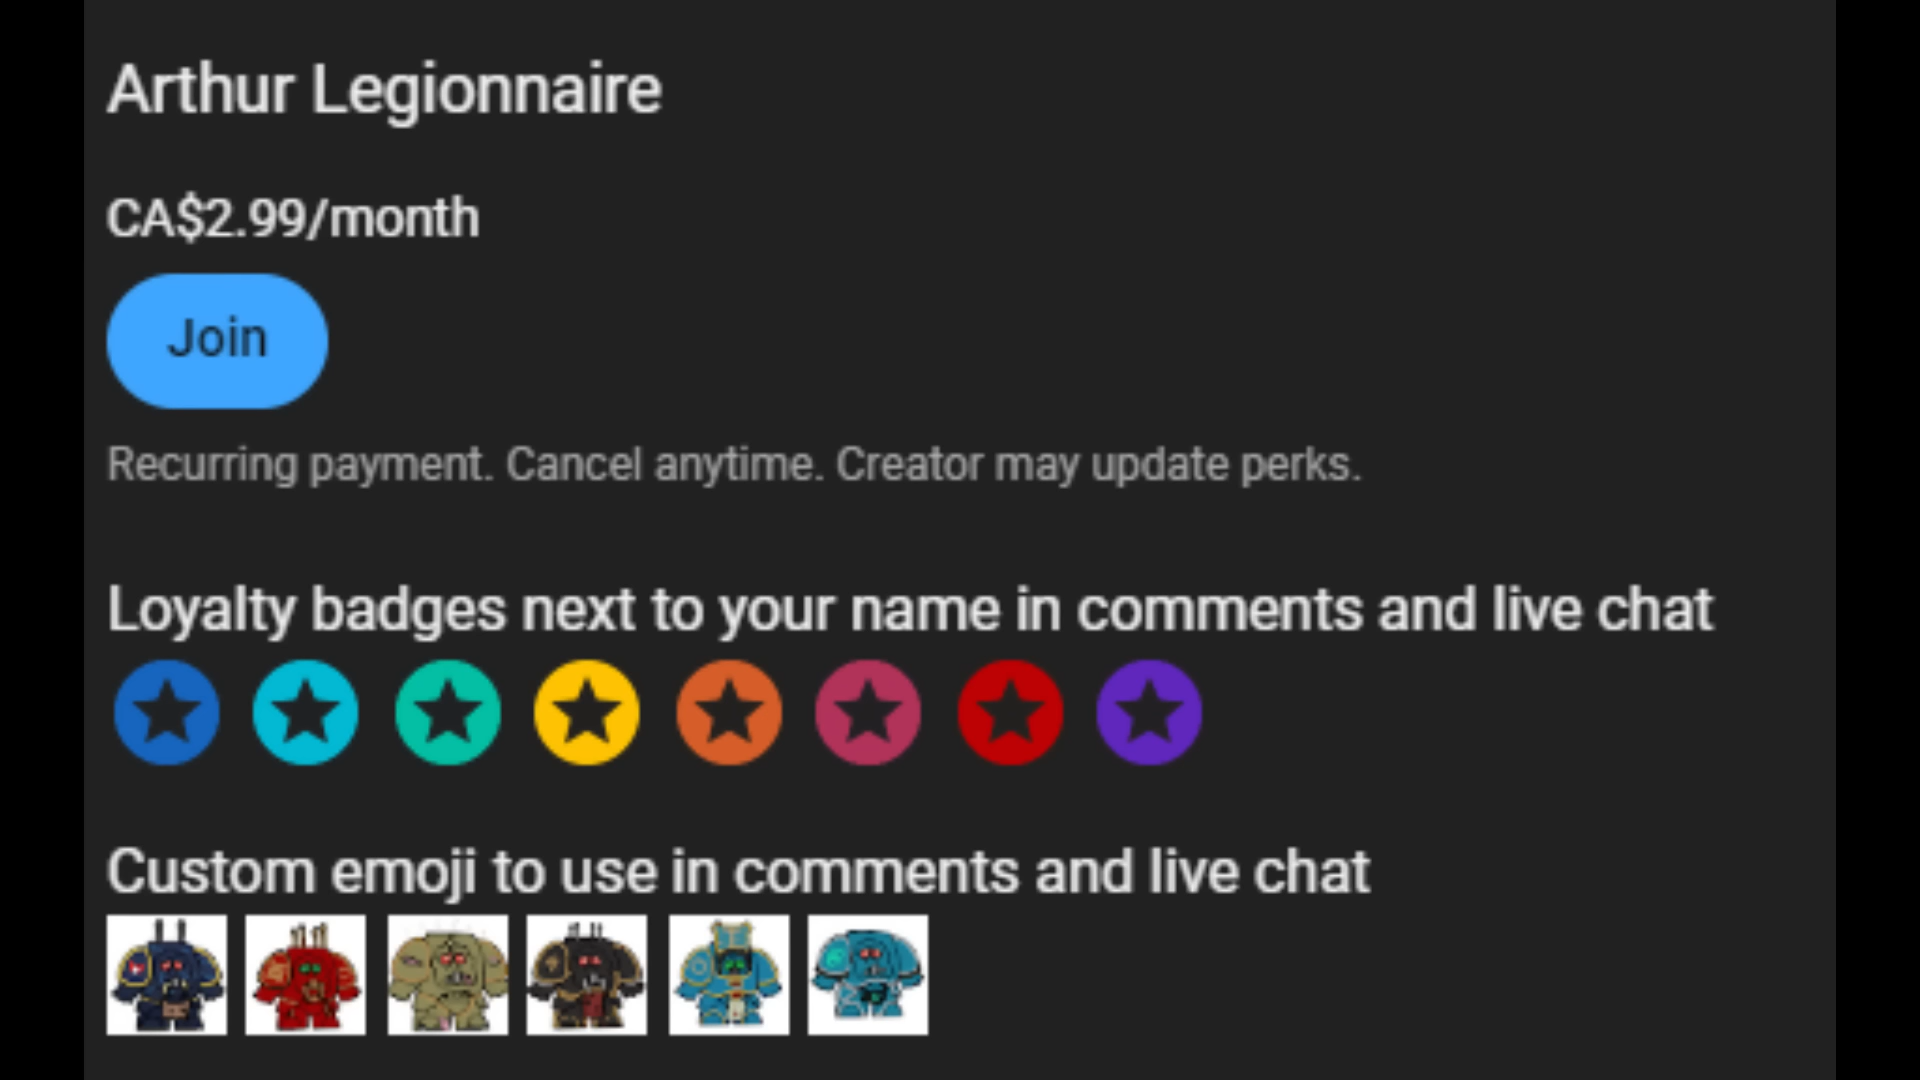 Arthur Legionnaire
CA$2.99/month
Join
Recurring payment. Cancel anytime. Creator may update perks.
Loyalty badges next to your name in comments and live chat
Custom emoji to use in comments and live chat